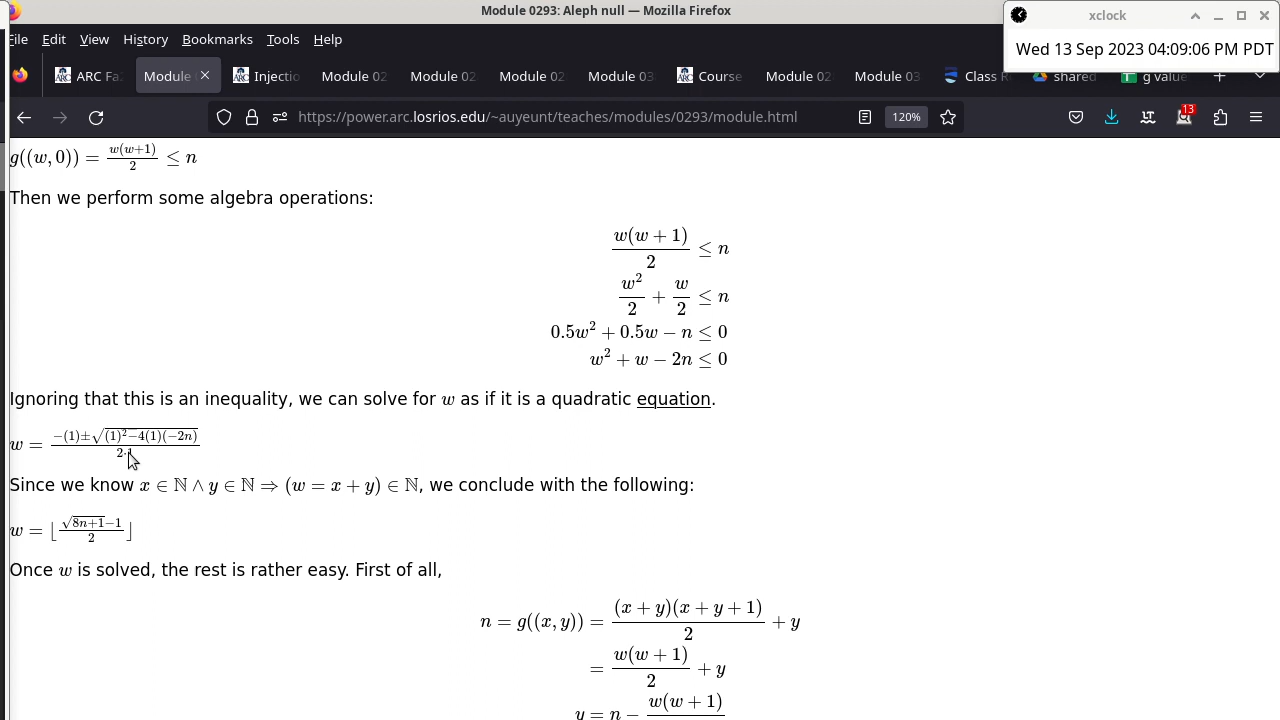 Module 0293: Aleph null — Mozilla Firefox
xclock
Wed 13 Sep 2023 04:09:06 PM PDT
File Edit View History Bookmarks Tools Help
ARC Fa Module Injectio Module 02 Module 02 Module 02 Module 03 Course Module 02 Module 03 Class R shared g value
https://power.arc.losrios.edu/~auyeunt/teaches/modules/0293/module.html 120% 13
g((w, 0)) = w(w+1)/2 ≤ n
Then we perform some algebra operations:
w(w + 1)/2 ≤ n
w²/2 + w/2 ≤ n
0.5w² + 0.5w − n ≤ 0
w² + w − 2n ≤ 0
Ignoring that this is an inequality, we can solve for w as if it is a quadratic equation.
w = (−(1)±√((1)²−4(1)(−2n)))/(2·1)
Since we know x ∈ ℕ ∧ y ∈ ℕ ⇒ (w = x + y) ∈ ℕ, we conclude with the following:
w = ⌊(√(8n+1)−1)/2⌋
Once w is solved, the rest is rather easy. First of all,
n = g((x, y)) = (x + y)(x + y + 1)/2 + y
= w(w + 1)/2 + y
y = n − w(w + 1)